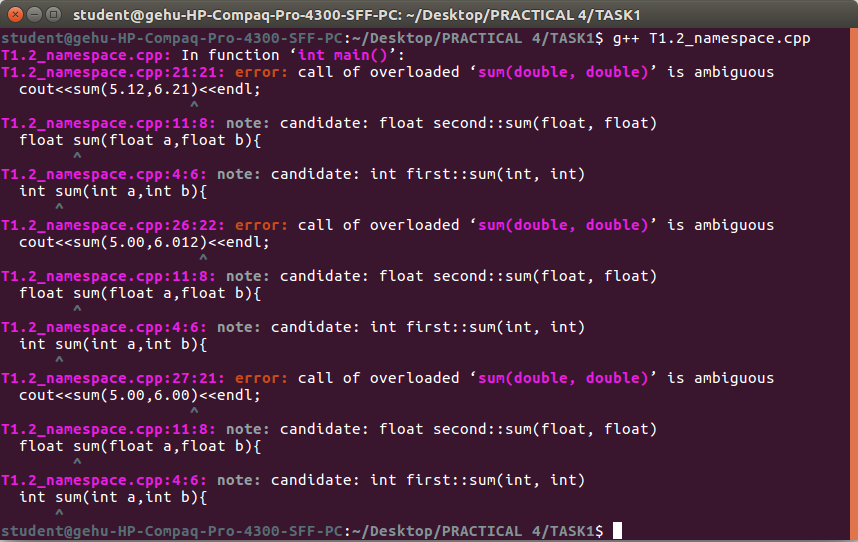 student@gehu-HP-Compaq-Pro-4300-SFF-PC: ~/Desktop/PRACTICAL 4/TASK1
student@gehu-HP-Compaq-Pro-4300-SFF-PC:~/Desktop/PRACTICAL 4/TASK1$ g++ T1.2_namespace.cpp
T1.2_namespace.cpp: In function ‘int main()’:
T1.2_namespace.cpp:21:21: error: call of overloaded ‘sum(double, double)’ is ambiguous
  cout<<sum(5.12,6.21)<<endl;
                     ^
T1.2_namespace.cpp:11:8: note: candidate: float second::sum(float, float)
  float sum(float a,float b){
        ^
T1.2_namespace.cpp:4:6: note: candidate: int first::sum(int, int)
  int sum(int a,int b){
      ^
T1.2_namespace.cpp:26:22: error: call of overloaded ‘sum(double, double)’ is ambiguous
  cout<<sum(5.00,6.012)<<endl;
                      ^
T1.2_namespace.cpp:11:8: note: candidate: float second::sum(float, float)
  float sum(float a,float b){
        ^
T1.2_namespace.cpp:4:6: note: candidate: int first::sum(int, int)
  int sum(int a,int b){
      ^
T1.2_namespace.cpp:27:21: error: call of overloaded ‘sum(double, double)’ is ambiguous
  cout<<sum(5.00,6.00)<<endl;
                     ^
T1.2_namespace.cpp:11:8: note: candidate: float second::sum(float, float)
  float sum(float a,float b){
        ^
T1.2_namespace.cpp:4:6: note: candidate: int first::sum(int, int)
  int sum(int a,int b){
      ^
student@gehu-HP-Compaq-Pro-4300-SFF-PC:~/Desktop/PRACTICAL 4/TASK1$